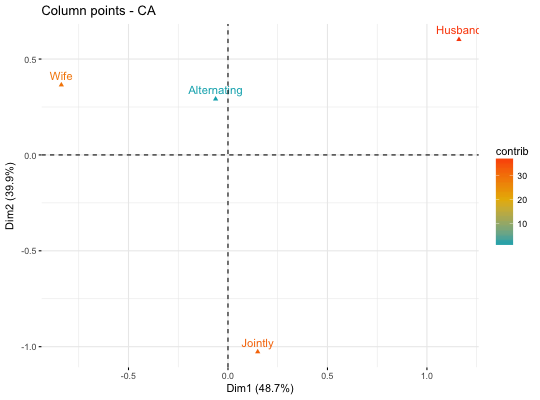 Column points - CA
Husband
Wife
Alternating
Jointly
0.5
0.0
-0.5
-1.0
-0.5
0.0
0.5
1.0
Dim1 (48.7%)
Dim2 (39.9%)
contrib
30
20
10